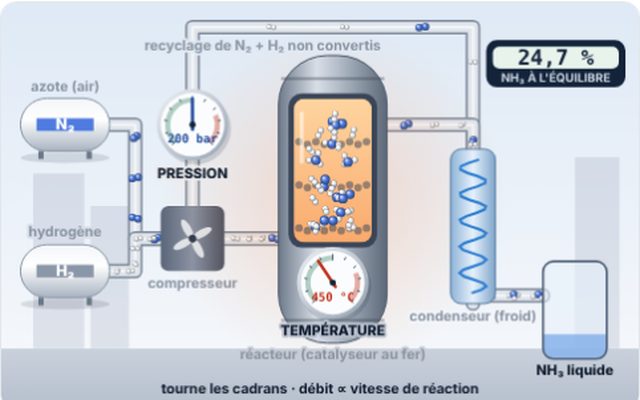 recyclage de N₂ + H₂ non convertis
24,7 %
NH₃ À L'ÉQUILIBRE
azote (air)
N₂
200 bar
PRESSION
hydrogène
H₂
compresseur
450 °C
TEMPÉRATURE
condenseur (froid)
réacteur (catalyseur au fer)
NH₃ liquide
tourne les cadrans · débit ∝ vitesse de réaction